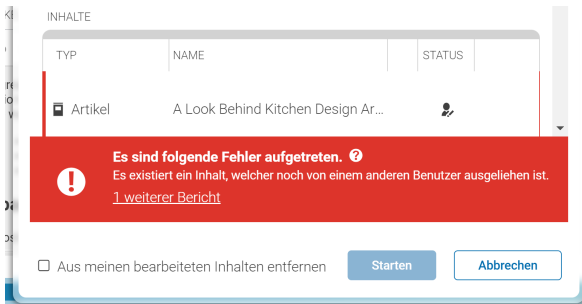 INHALTE
TYP NAME STATUS
Artikel A Look Behind Kitchen Design Ar...
Es sind folgende Fehler aufgetreten.
Es existiert ein Inhalt, welcher noch von einem anderen Benutzer ausgeliehen ist.
1 weiterer Bericht
Aus meinen bearbeiteten Inhalten entfernen Starten Abbrechen